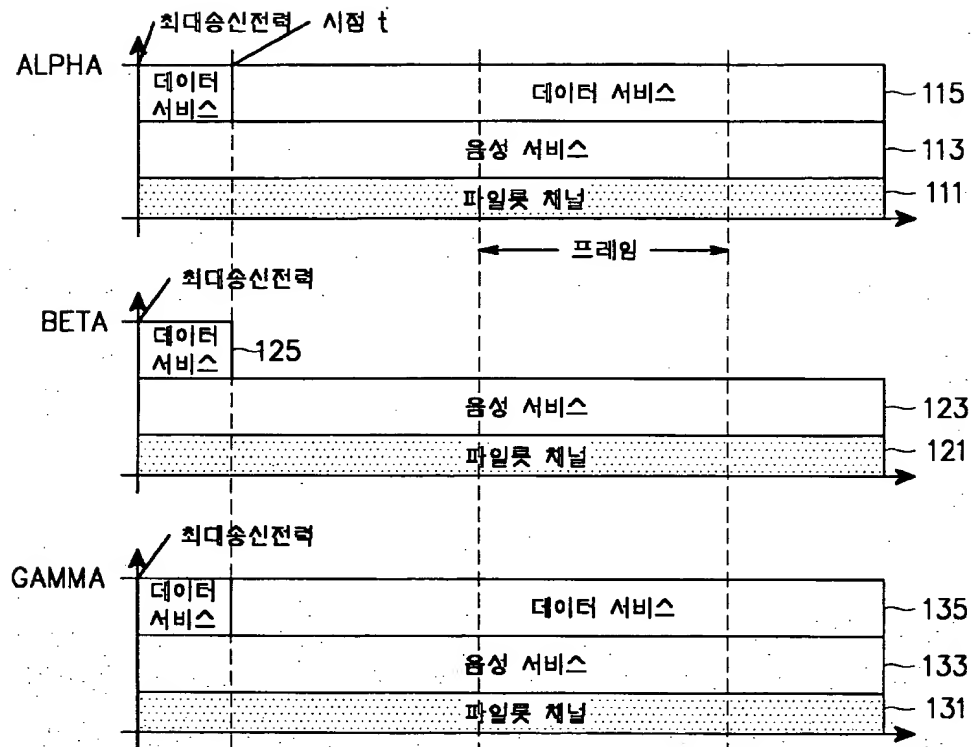 최대송신전력 시점 t
ALPHA
데이터
서비스
데이터 서비스
115
음성 서비스
113
파일롯 채널
111
프레임
최대송신전력
BETA
데이터
서비스
125
음성 서비스
123
파일롯 채널
121
최대송신전력
GAMMA
데이터
서비스
데이터 서비스
135
음성 서비스
133
파일롯 채널
131